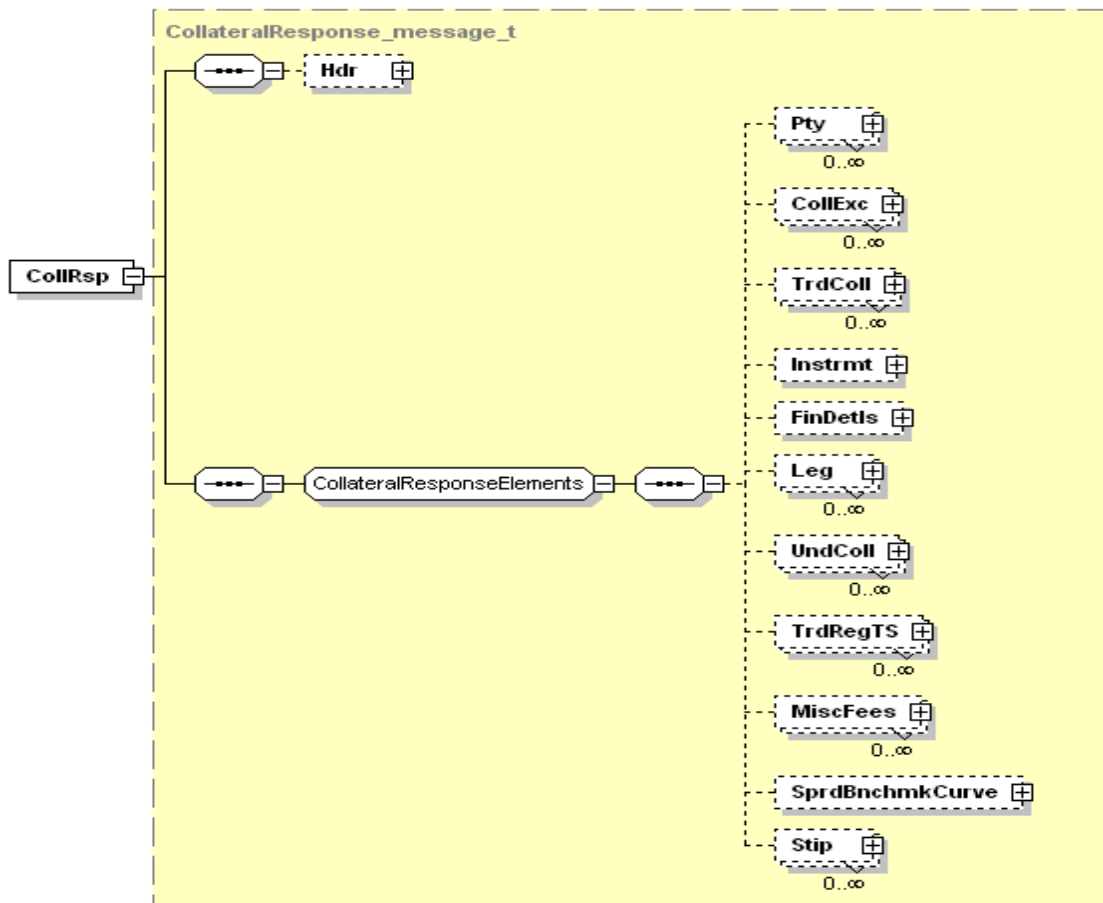 CollateralResponse_message_t
Hdr
Pty
0..∞
CollExc
0..∞
CollRsp
TrdColl
0..∞
Instrmt
FinDetls
Leg
CollateralResponseElements
0..∞
UndColl
0..∞
TrdRegTS
0..∞
MiscFees
0..∞
SprdBnchmkCurve
Stip
0..∞